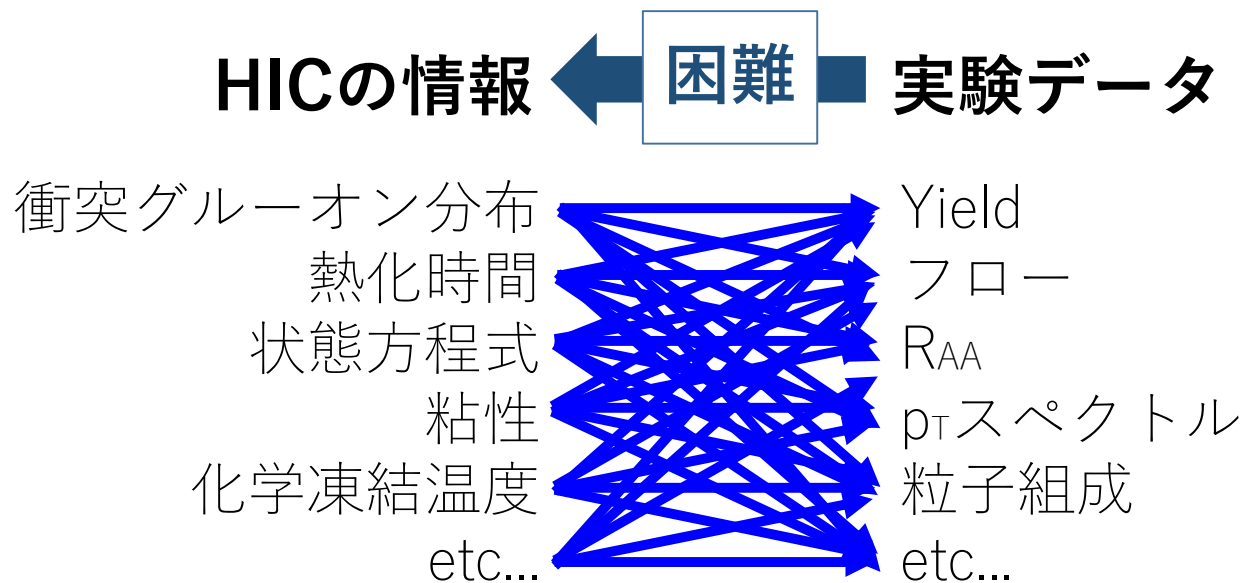 HICの情報 困難 実験データ
衝突グルーオン分布 Yield
熱化時間 フロー
状態方程式 RAA
粘性 pTスペクトル
化学凍結温度 粒子組成
etc... etc...